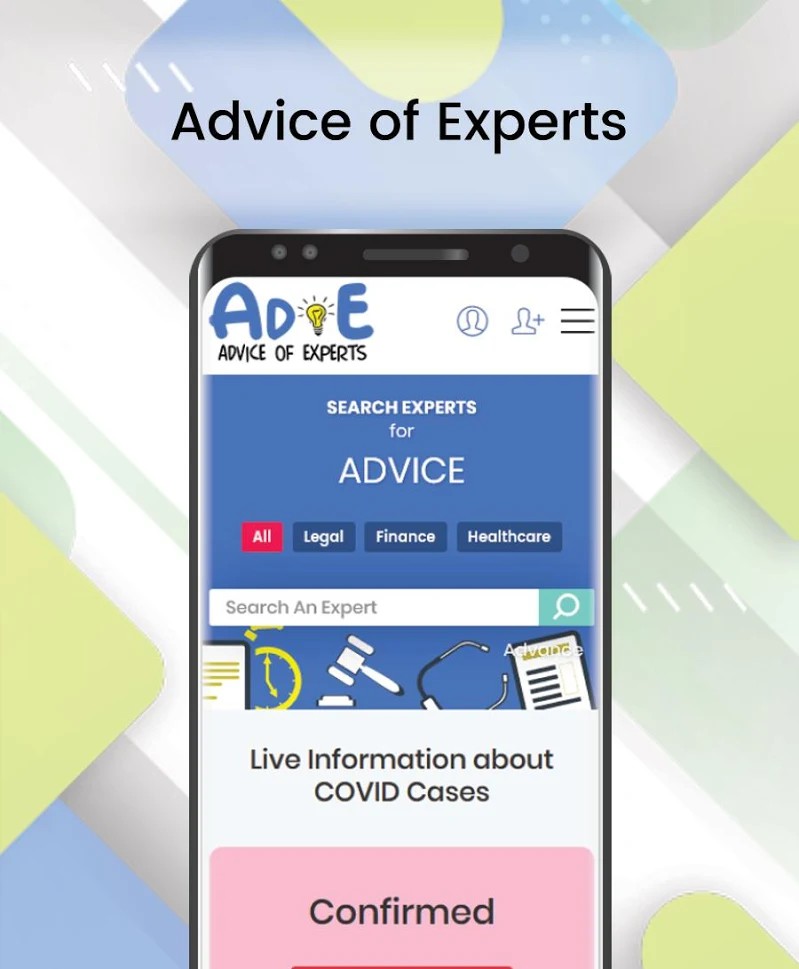 Advice of Experts
AD E
ADVICE OF EXPERTS
SEARCH EXPERTS
for
ADVICE
All Legal Finance Healthcare
Search An Expert
Advance
Live Information about
COVID Cases
Confirmed